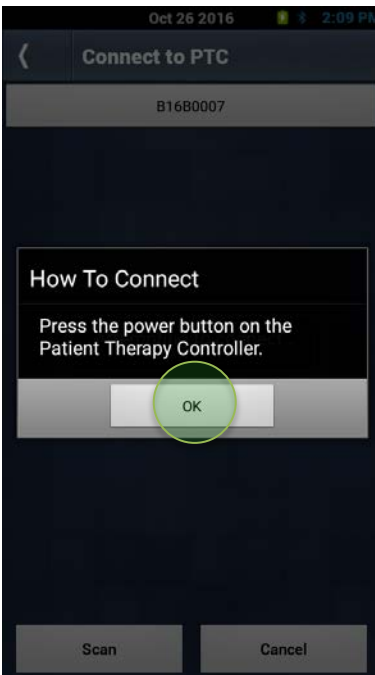 Oct 26 2016 2:09 PM
Connect to PTC
B16B0007
How To Connect
Press the power button on the
Patient Therapy Controller.
OK
Scan Cancel